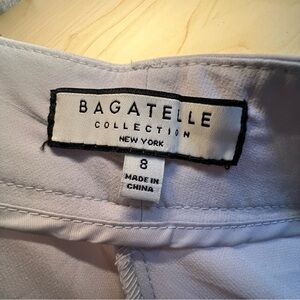 BAGATELLE
COLLECTION
NEW YORK
8
MADE IN
CHINA